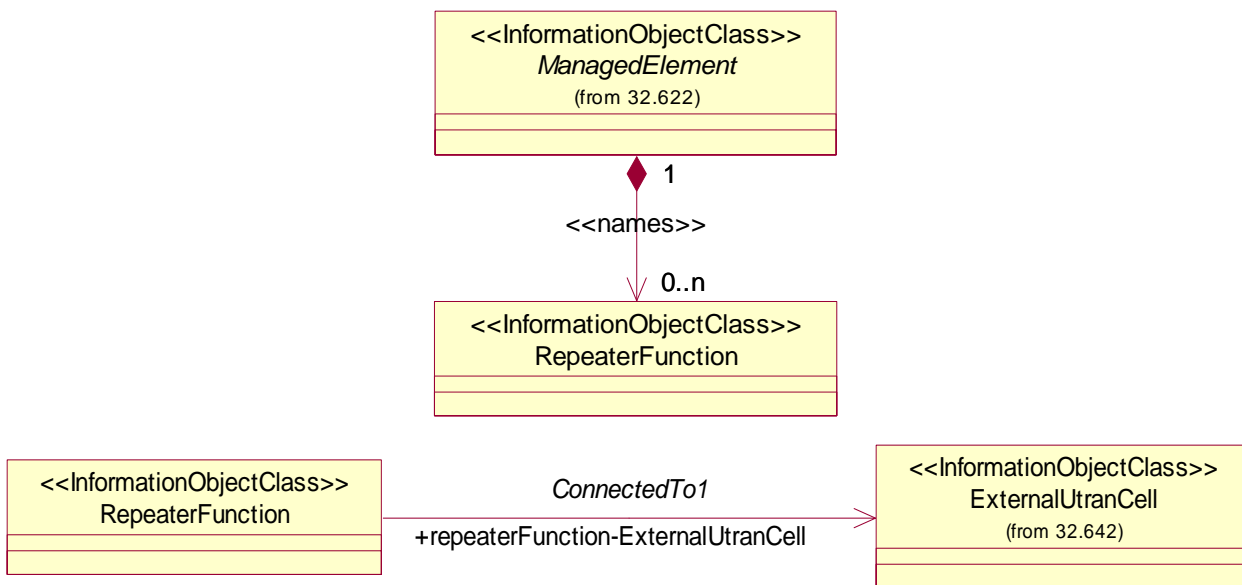 <<InformationObjectClass>>
ManagedElement
(from 32.622)
1
<<names>>
0..n
<<InformationObjectClass>>
RepeaterFunction
<<InformationObjectClass>>
RepeaterFunction
ConnectedTo1
+repeaterFunction-ExternalUtranCell
<<InformationObjectClass>>
ExternalUtranCell
(from 32.642)